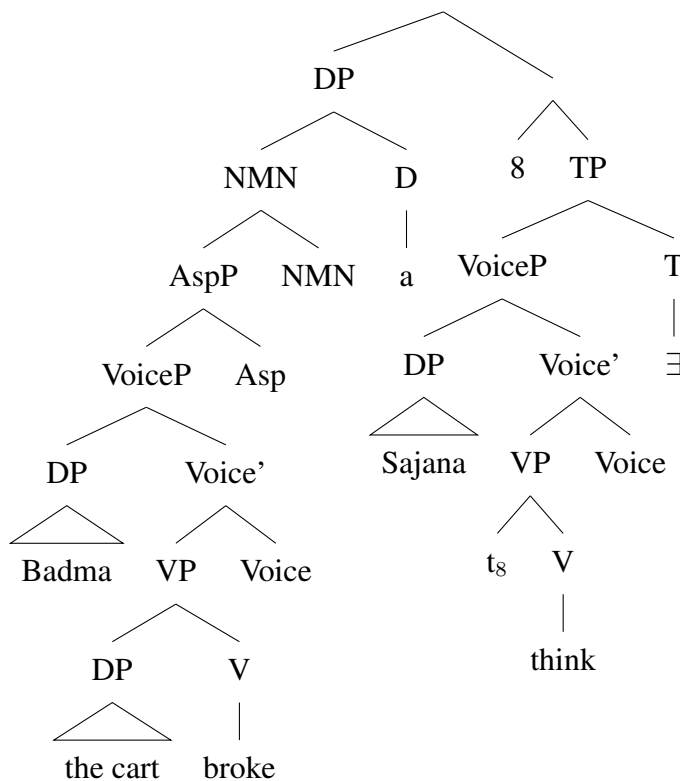 DP
NMN D 8 TP
AspP NMN a VoiceP T
VoiceP Asp DP Voice’ ∃
DP Voice’ Sajana VP Voice
Badma VP Voice t₈ V
DP V think
the cart broke